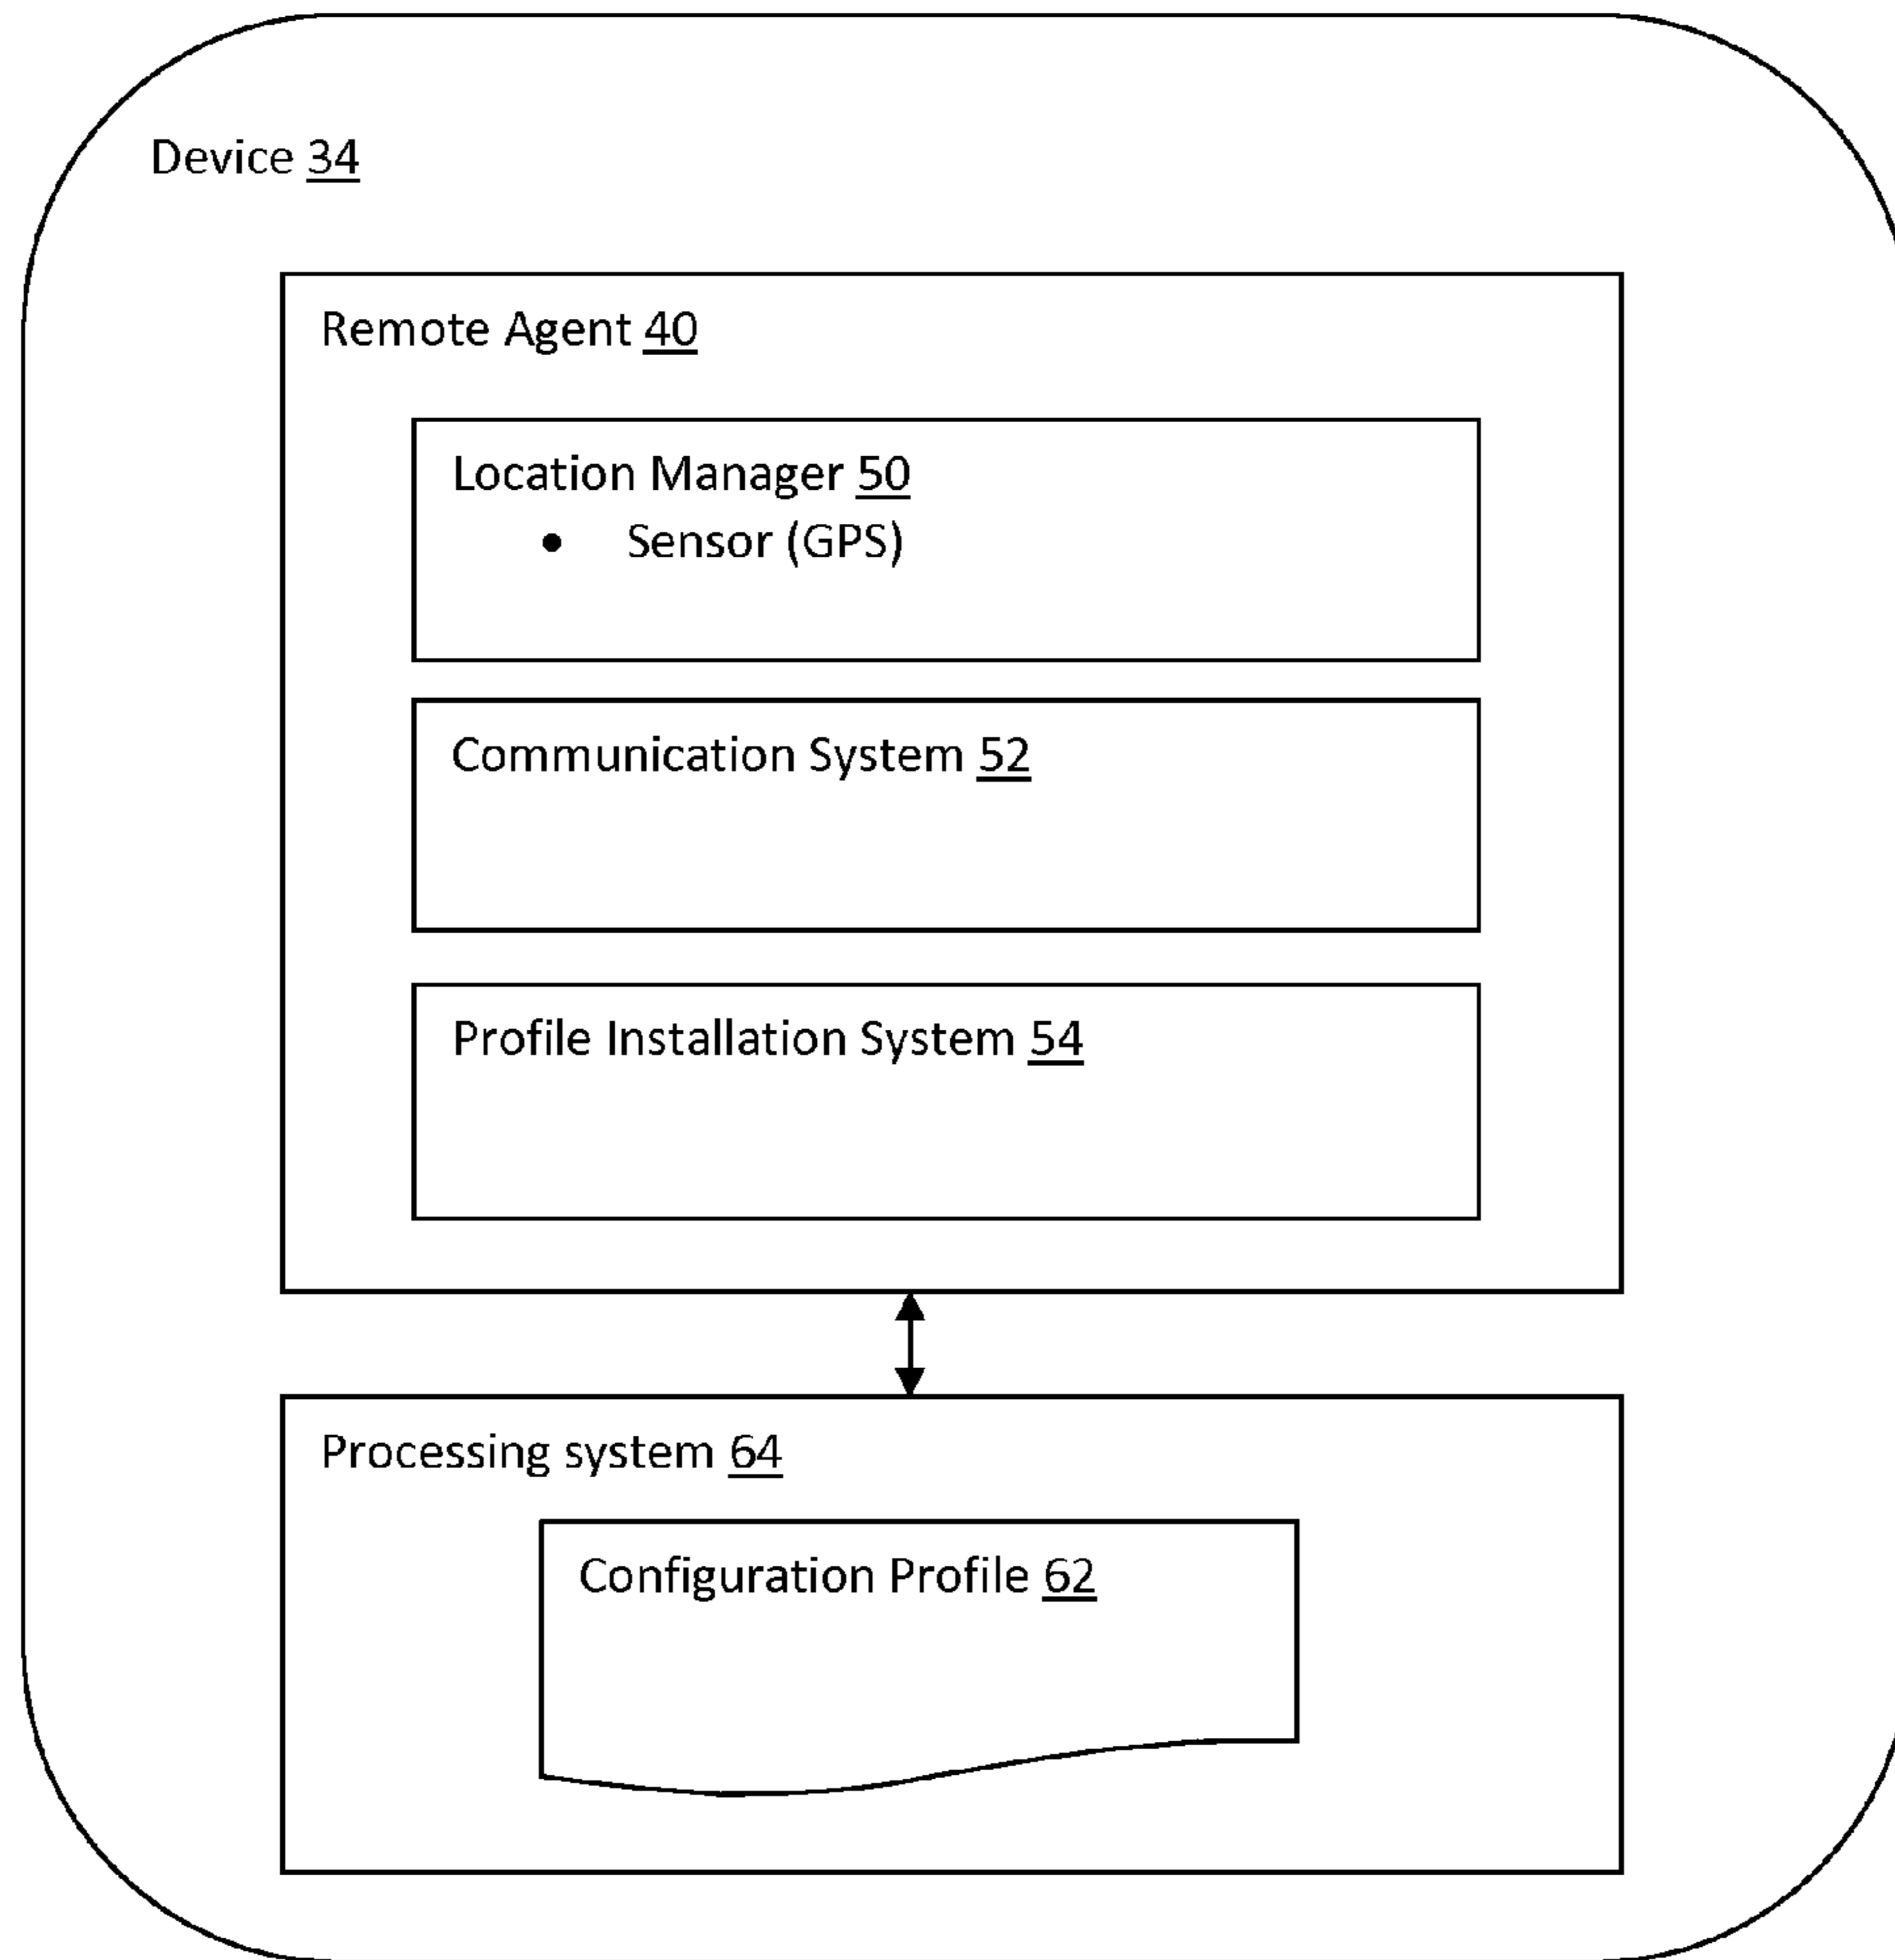 Device 34
Remote Agent 40
Location Manager 50
• Sensor (GPS)
Communication System 52
Profile Installation System 54
Processing system 64
Configuration Profile 62